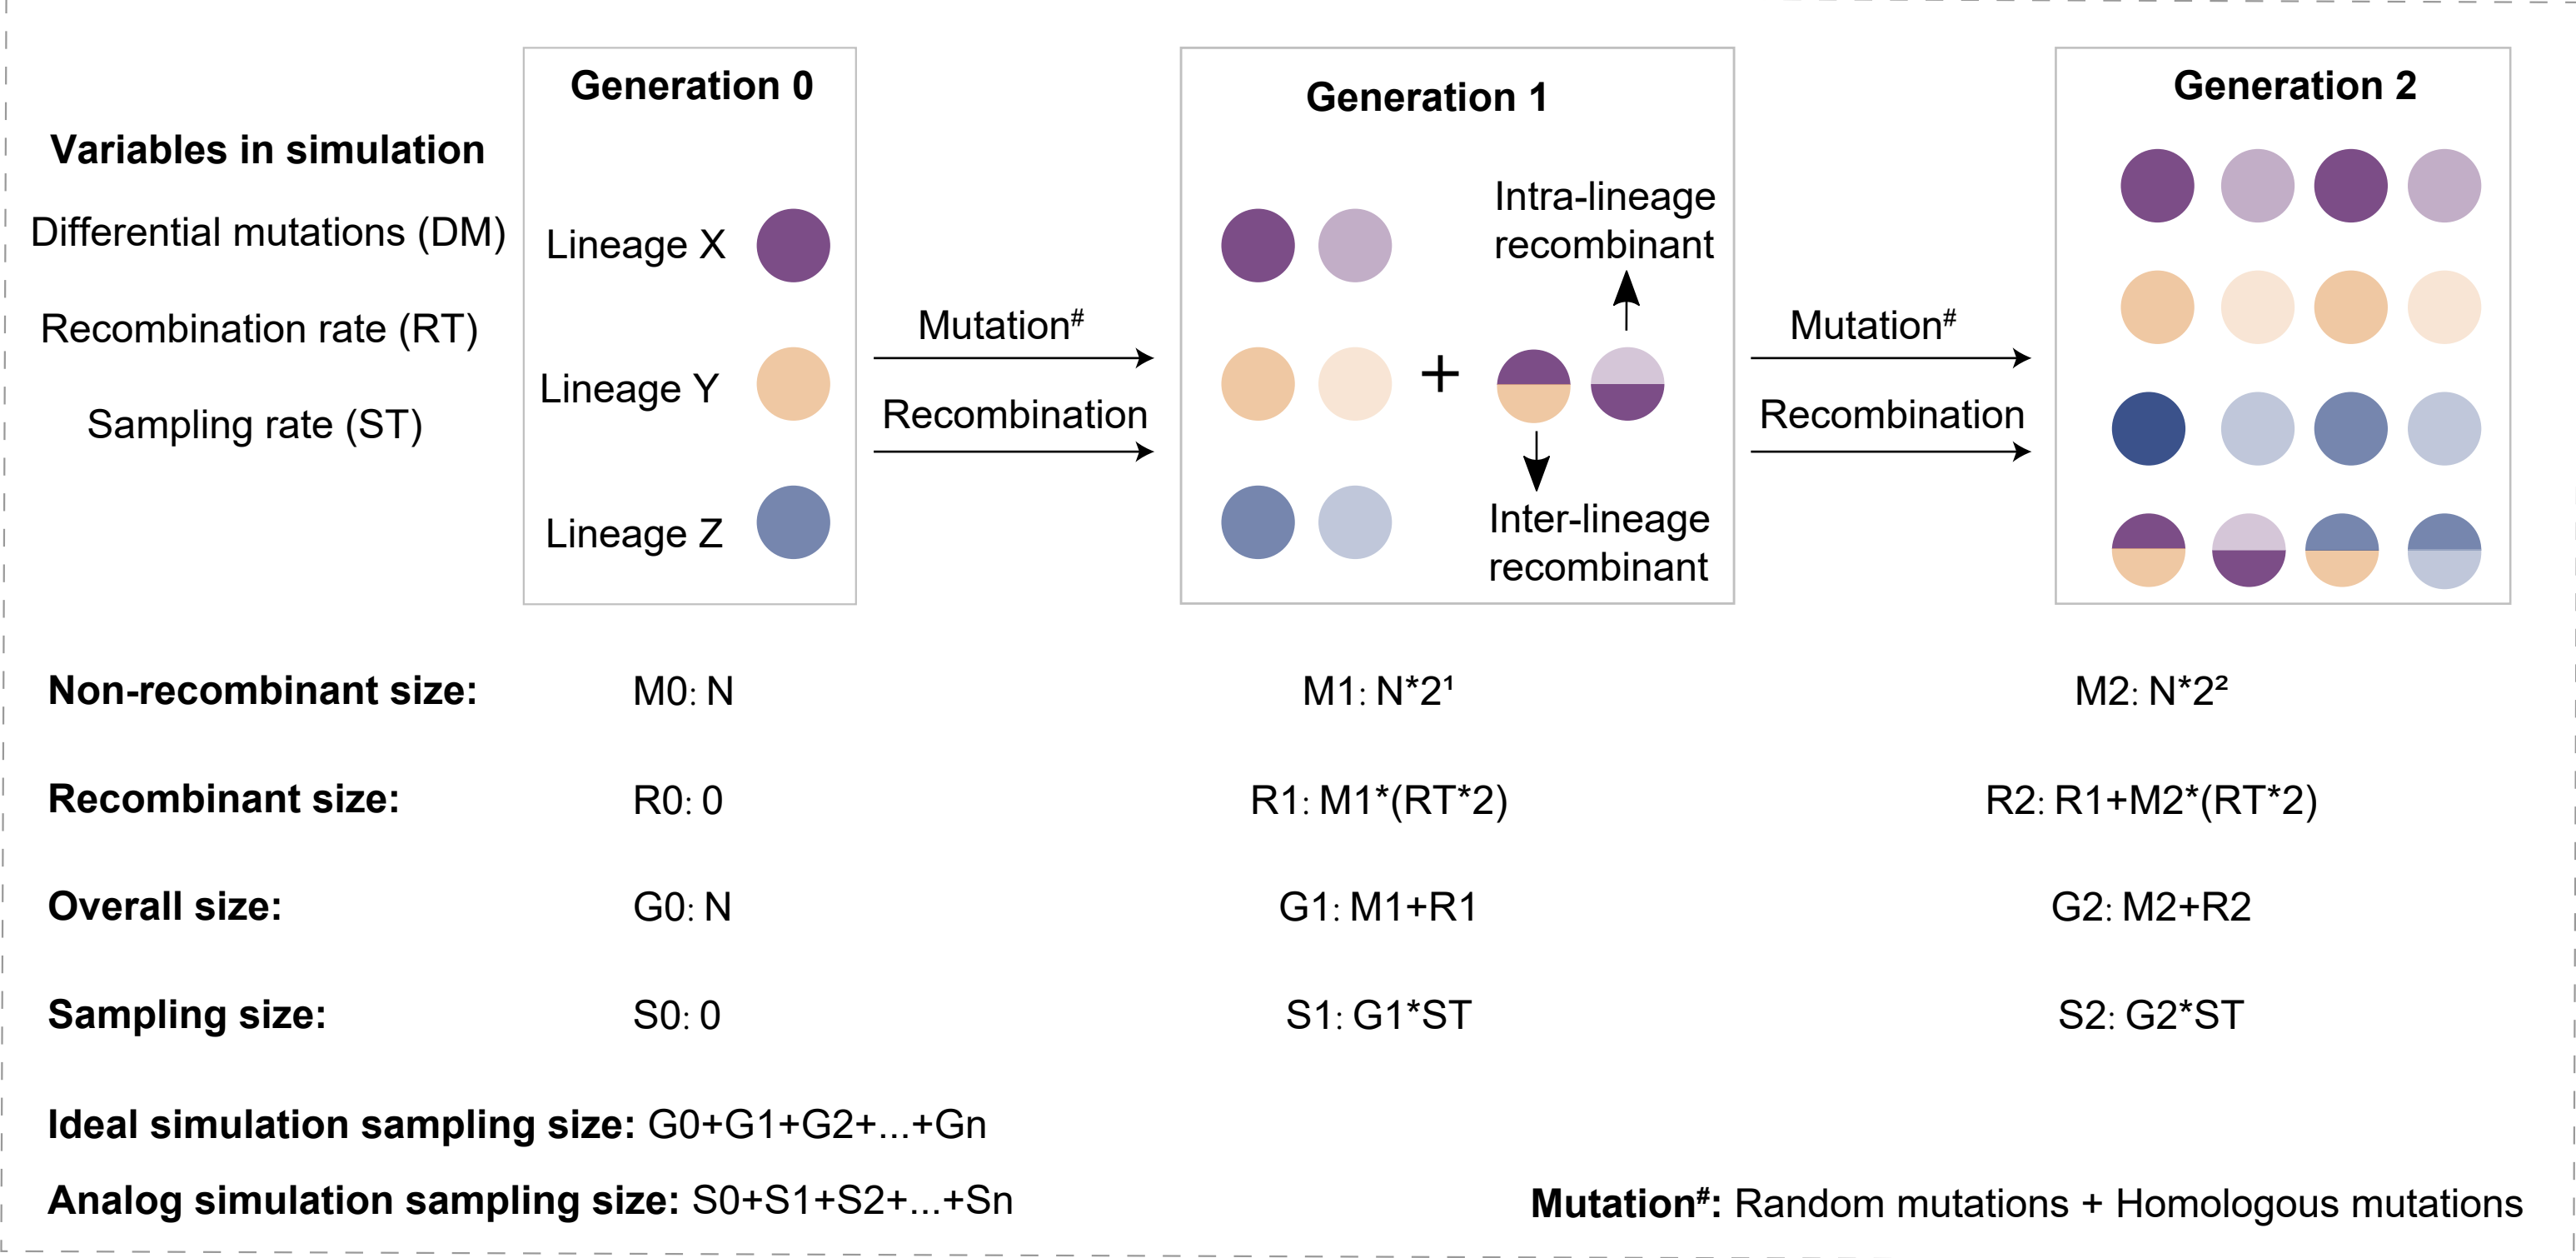 Variables in simulation
Differential mutations (DM)
Recombination rate (RT)
Sampling rate (ST)
Generation 0
Lineage X
Lineage Y
Lineage Z
Mutation#
Recombination
Generation 1
Intra-lineage
recombinant
+
Inter-lineage
recombinant
Mutation#
Recombination
Generation 2
Non-recombinant size: M0: N M1: N*2¹ M2: N*2²
Recombinant size: R0: 0 R1: M1*(RT*2) R2: R1+M2*(RT*2)
Overall size: G0: N G1: M1+R1 G2: M2+R2
Sampling size: S0: 0 S1: G1*ST S2: G2*ST
Ideal simulation sampling size: G0+G1+G2+...+Gn
Analog simulation sampling size: S0+S1+S2+...+Sn
Mutation#: Random mutations + Homologous mutations